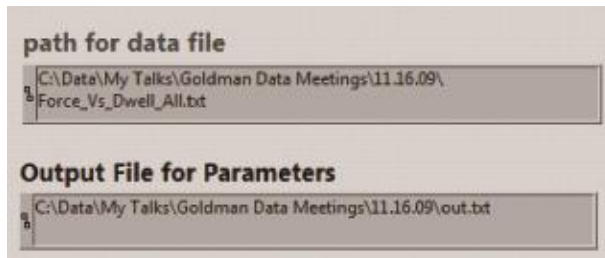 path for data file
C:\Data\My Talks\Goldman Data Meetings\11.16.09\
Force_Vs_Dwell_All.txt
Output File for Parameters
C:\Data\My Talks\Goldman Data Meetings\11.16.09\out.txt